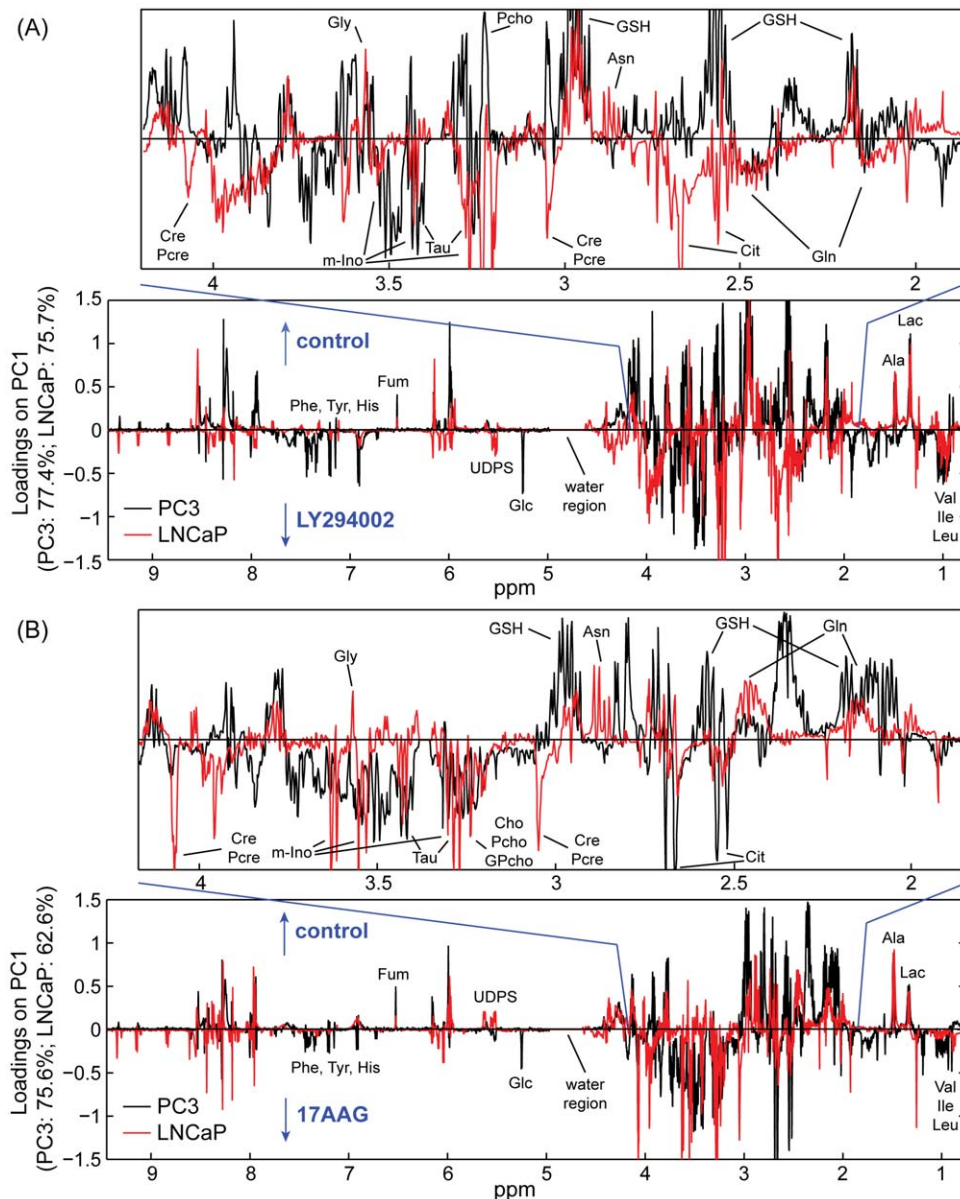 (A)
Gly
Pcho
GSH
Asn
GSH
Cre
Pcre
m-Ino
Tau
Cre
Pcre
Cit
Gln
4 3.5 3 2.5 2
Loadings on PC1
(PC3: 77.4%; LNCaP: 75.7%)
1.5
1
0.5
0
−0.5
−1
−1.5
control
Lac
Ala
Fum
Phe, Tyr, His
UDPS
Glc
water
region
Val
Ile
Leu
PC3
LNCaP
LY294002
9 8 7 6 5 4 3 2 1
ppm
(B)
GSH
Asn
GSH
Gln
Gly
Cre
Pcre
m-Ino
Tau
Cho
Pcho
GPcho
Cre
Pcre
Cit
4 3.5 3 2.5 2
Loadings on PC1
(PC3: 75.6%; LNCaP: 62.6%)
1.5
1
0.5
0
−0.5
−1
−1.5
control
Ala
Lac
Fum
UDPS
Phe, Tyr, His
Glc
water
region
Val
Ile
Leu
PC3
LNCaP
17AAG
9 8 7 6 5 4 3 2 1
ppm